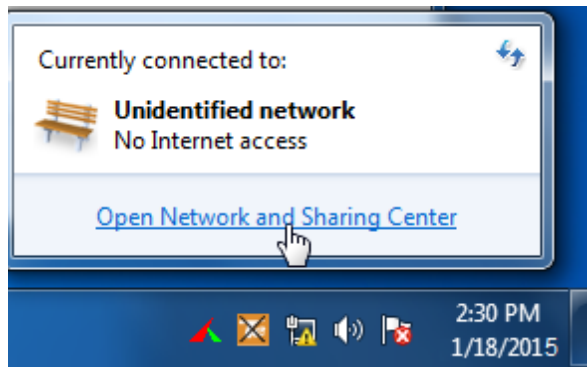 Currently connected to:
Unidentified network
No Internet access
Open Network and Sharing Center
2:30 PM
1/18/2015